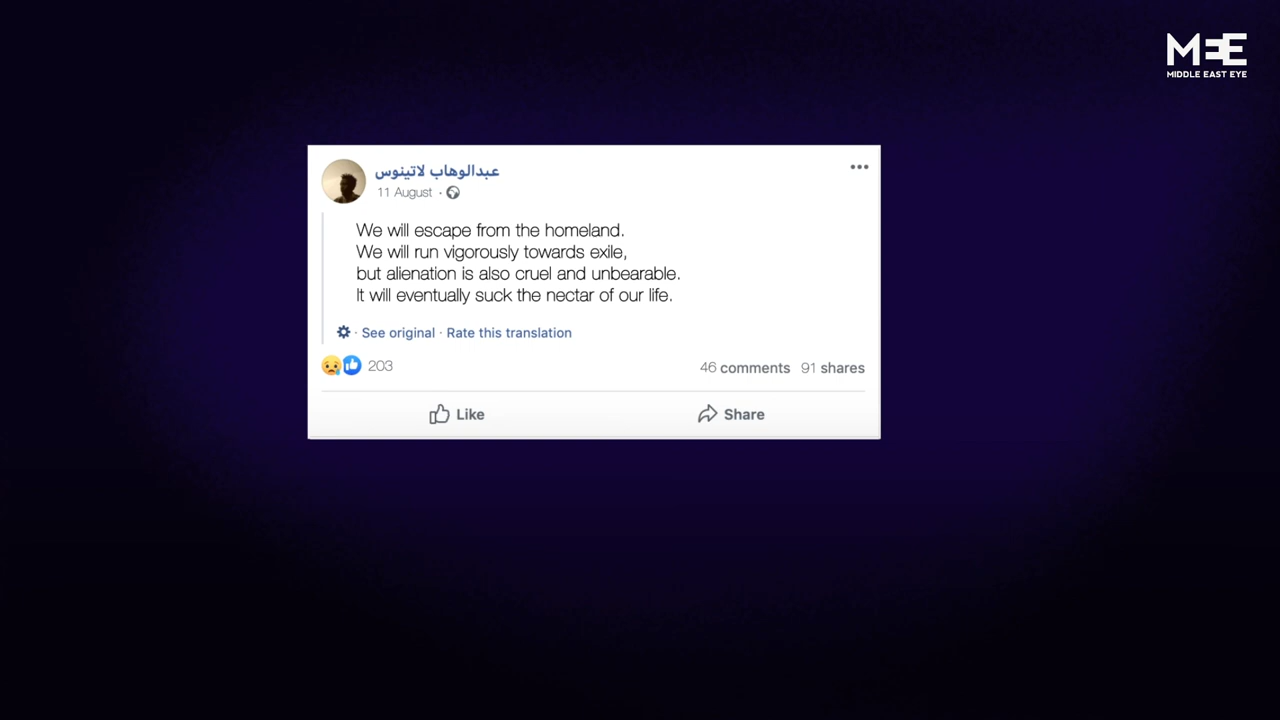 MEE
MIDDLE EAST EYE
عبدالوهاب لاتينوس
11 August ·
We will escape from the homeland.
We will run vigorously towards exile,
but alienation is also cruel and unbearable.
It will eventually suck the nectar of our life.
· See original · Rate this translation
203
46 comments 91 shares
Like
Share